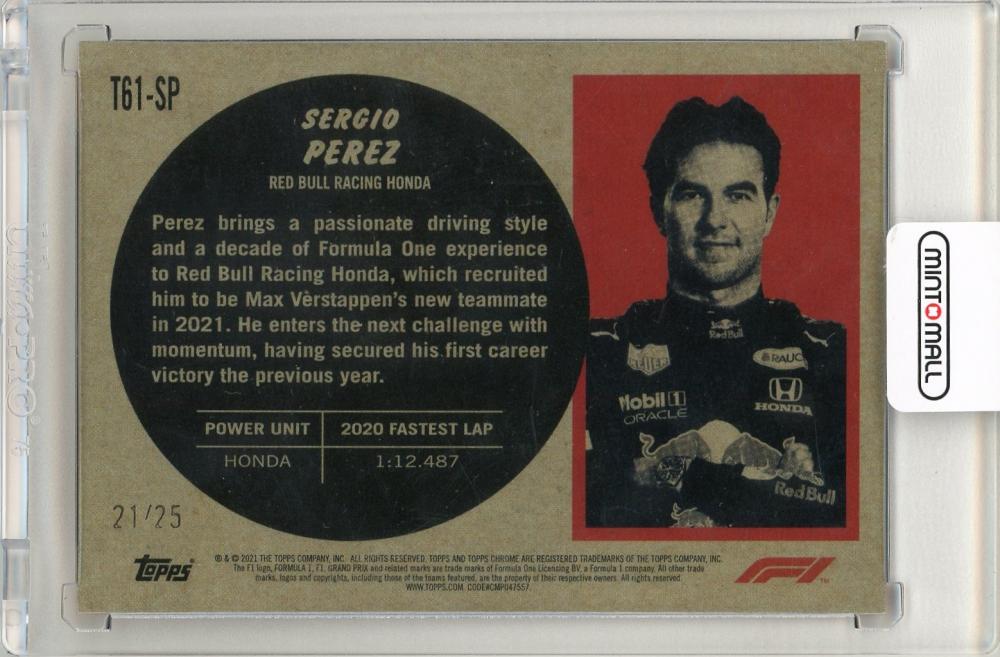 T61-SP
SERGIO
PEREZ
RED BULL RACING HONDA
Perez brings a passionate driving style
and a decade of Formula One experience
to Red Bull Racing Honda, which recruited
him to be Max Verstappen's new teammate
in 2021. He enters the next challenge with
momentum, having secured his first career
victory the previous year.
POWER UNIT 2020 FASTEST LAP
HONDA 1:12.487
21/25
Red Bull
RAUCH
Mobil 1
ORACLE
HONDA
Red Bull
MINTOMALL
Topps
® & © 2021 THE TOPPS COMPANY, INC. ALL RIGHTS RESERVED. TOPPS AND TOPPS CHROME ARE REGISTERED TRADEMARKS OF THE TOPPS COMPANY, INC.
The F1 logo, FORMULA 1, F1, GRAND PRIX and related marks are trade marks of Formula One Licensing BV, a Formula 1 company. All other trade
marks, logos and copyrights, including those of the teams featured, are the property of their respective owners. All rights reserved.
WWW.TOPPS.COM CODE#CMP047557.
F1 ™